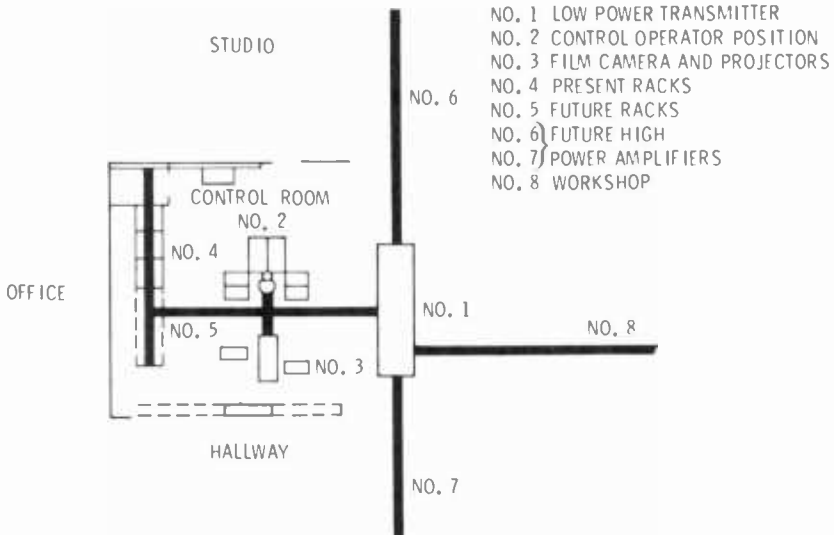 NO. 1 LOW POWER TRANSMITTER
NO. 2 CONTROL OPERATOR POSITION
NO. 3 FILM CAMERA AND PROJECTORS
NO. 4 PRESENT RACKS
NO. 5 FUTURE RACKS
NO. 6 } FUTURE HIGH
NO. 7 } POWER AMPLIFIERS
NO. 8 WORKSHOP
STUDIO
NO. 6
CONTROL ROOM
NO. 2
NO. 4
OFFICE
NO. 1
NO. 5
NO. 8
NO. 3
HALLWAY
NO. 7